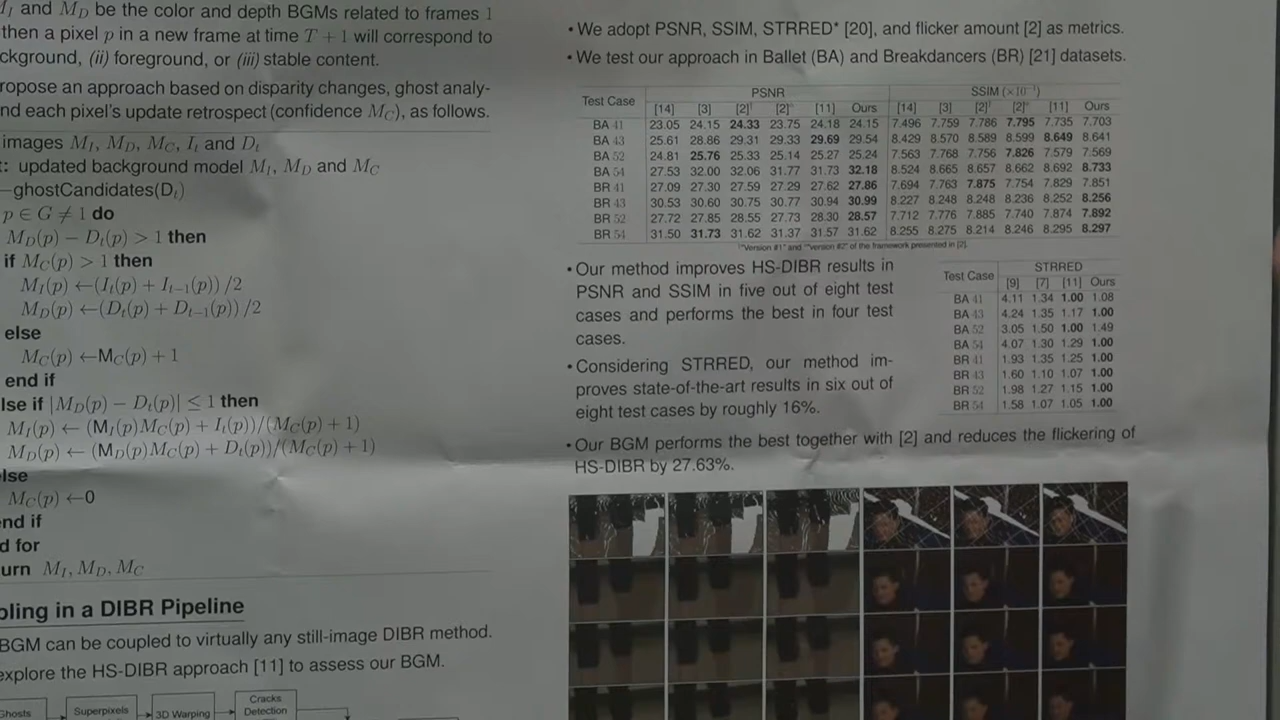 M_I and M_D be the color and depth BGMs related to frames 1
then a pixel p in a new frame at time T + 1 will correspond to
ckground, (ii) foreground, or (iii) stable content.
ropose an approach based on disparity changes, ghost analy-
nd each pixel's update retrospect (confidence M_C), as follows.
images M_I, M_D, M_C, I_t and D_t
t: updated background model M_I, M_D and M_C
←ghostCandidates(D_t)
p ∈ G ≠ 1 do
M_D(p) − D_t(p) > 1 then
if M_C(p) > 1 then
M_I(p) ←(I_t(p) + I_{t−1}(p))/2
M_D(p) ←(D_t(p) + D_{t−1}(p))/2
else
M_C(p) ←M_C(p) + 1
end if
lse if |M_D(p) − D_t(p)| ≤ 1 then
M_I(p) ← (M_I(p)M_C(p) + I_t(p))/(M_C(p) + 1)
M_D(p) ← (M_D(p)M_C(p) + D_t(p))/(M_C(p) + 1)
lse
M_C(p) ←0
nd if
d for
urn M_I, M_D, M_C
pling in a DIBR Pipeline
BGM can be coupled to virtually any still-image DIBR method.
explore the HS-DIBR approach [11] to assess our BGM.
Ghosts
Superpixels
3D Warping
Cracks
Detection
• We adopt PSNR, SSIM, STRRED* [20], and flicker amount [2] as metrics.
• We test our approach in Ballet (BA) and Breakdancers (BR) [21] datasets.
Test Case PSNR SSIM (×10⁻¹)
[14] [3] [2]† [2]* [11] Ours [14] [3] [2]† [2]* [11] Ours
BA 41 23.05 24.15 24.33 23.75 24.18 24.15 7.496 7.759 7.786 7.795 7.735 7.703
BA 43 25.61 28.86 29.31 29.33 29.69 29.54 8.429 8.570 8.589 8.599 8.649 8.641
BA 52 24.81 25.76 25.33 25.14 25.27 25.24 7.563 7.768 7.756 7.826 7.579 7.569
BA 54 27.53 32.00 32.06 31.77 31.73 32.18 8.524 8.665 8.657 8.662 8.692 8.733
BR 41 27.09 27.30 27.59 27.29 27.62 27.86 7.694 7.763 7.875 7.754 7.829 7.851
BR 43 30.53 30.60 30.75 30.77 30.94 30.99 8.227 8.248 8.248 8.236 8.252 8.256
BR 52 27.72 27.85 28.55 27.73 28.30 28.57 7.712 7.776 7.885 7.740 7.874 7.892
BR 54 31.50 31.73 31.62 31.37 31.57 31.62 8.255 8.275 8.214 8.246 8.295 8.297
†"Version #1" and *"version #2" of the framework presented in [2].
• Our method improves HS-DIBR results in
PSNR and SSIM in five out of eight test
cases and performs the best in four test
cases.
• Considering STRRED, our method im-
proves state-of-the-art results in six out of
eight test cases by roughly 16%.
Test Case STRRED
[9] [7] [11] Ours
BA 41 4.11 1.34 1.00 1.08
BA 43 4.24 1.35 1.17 1.00
BA 52 3.05 1.50 1.00 1.49
BA 54 4.07 1.30 1.29 1.00
BR 41 1.93 1.35 1.25 1.00
BR 43 1.60 1.10 1.07 1.00
BR 52 1.98 1.27 1.15 1.00
BR 54 1.58 1.07 1.05 1.00
• Our BGM performs the best together with [2] and reduces the flickering of
HS-DIBR by 27.63%.